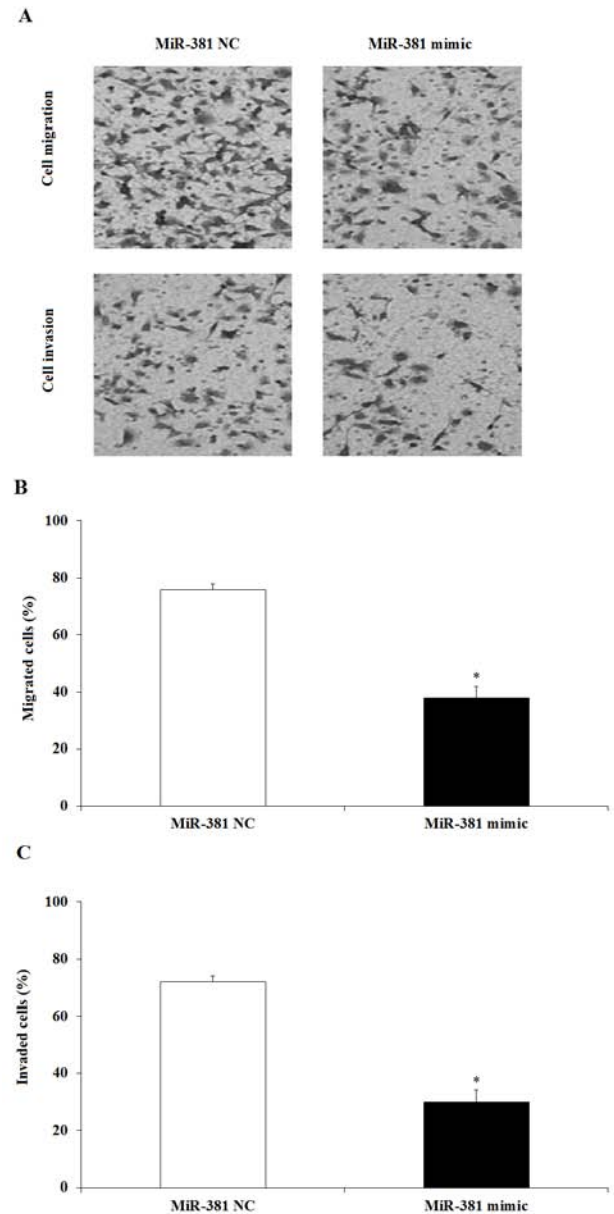 A
MiR-381 NC
MiR-381 mimic
Cell migration
Cell invasion
B
100
80
60
40
20
0
Migrated cells (%)
*
MiR-381 NC
MiR-381 mimic
C
100
80
60
40
20
0
Invaded cells (%)
*
MiR-381 NC
MiR-381 mimic